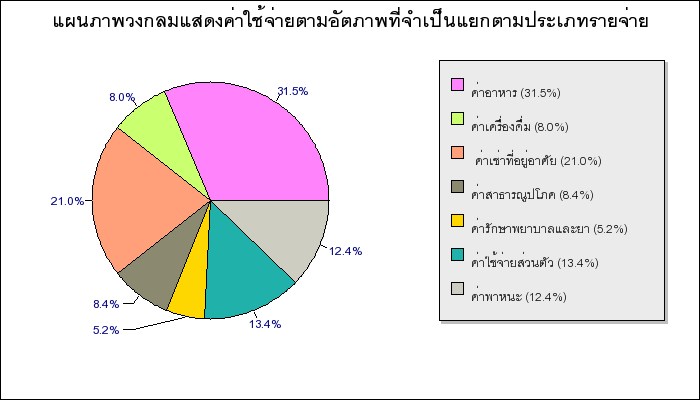 แผนภาพวงกลมแสดงค่าใช้จ่ายตามอัตภาพที่จำเป็นแยกตามประเภทรายจ่าย
31.5%
8.0%
21.0%
8.4%
5.2%
13.4%
12.4%
ค่าอาหาร (31.5%)
ค่าเครื่องดื่ม (8.0%)
ค่าเช่าที่อยู่อาศัย (21.0%)
ค่าสาธารณูปโภค (8.4%)
ค่ารักษาพยาบาลและยา (5.2%)
ค่าใช้จ่ายส่วนตัว (13.4%)
ค่าพาหนะ (12.4%)